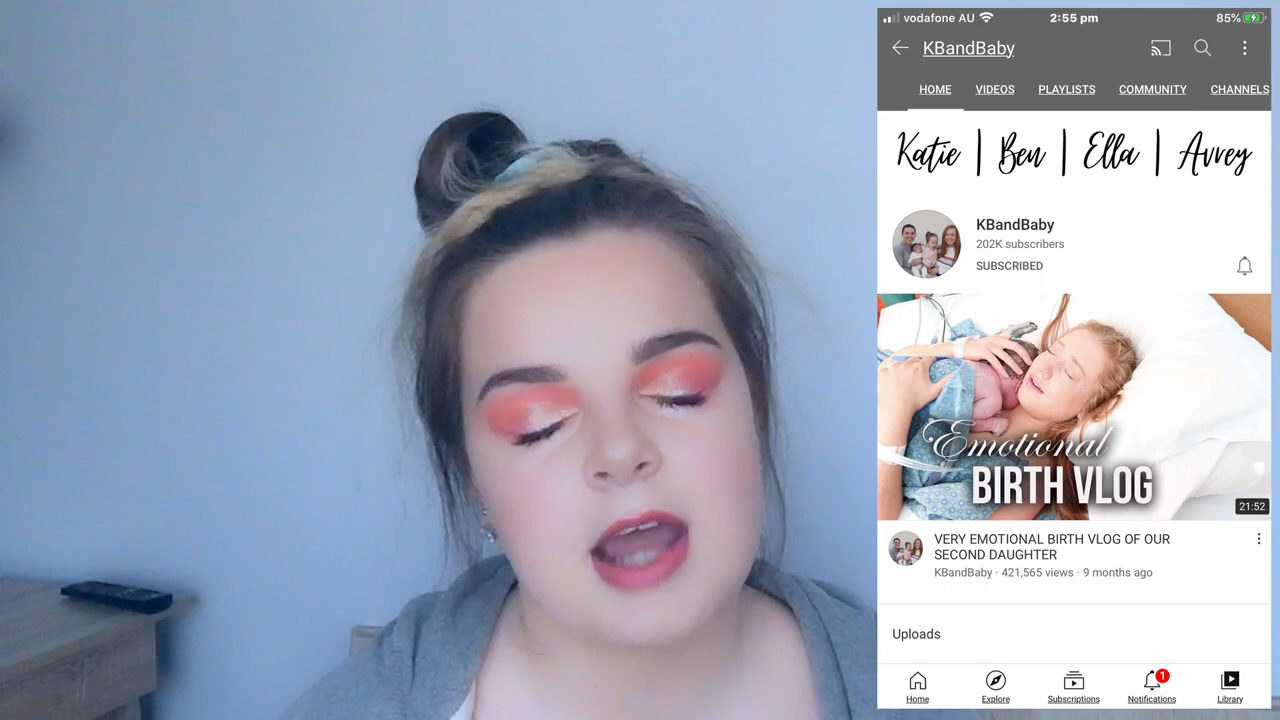 vodafone AU
2:55 pm
85%
KBandBaby
HOME VIDEOS PLAYLISTS COMMUNITY CHANNELS
Katie | Ben | Ella | Avrey
KBandBaby
202K subscribers
SUBSCRIBED
Emotional
BIRTH VLOG
21:52
VERY EMOTIONAL BIRTH VLOG OF OUR
SECOND DAUGHTER
KBandBaby · 421,565 views · 9 months ago
Uploads
1
Home Explore Subscriptions Notifications Library